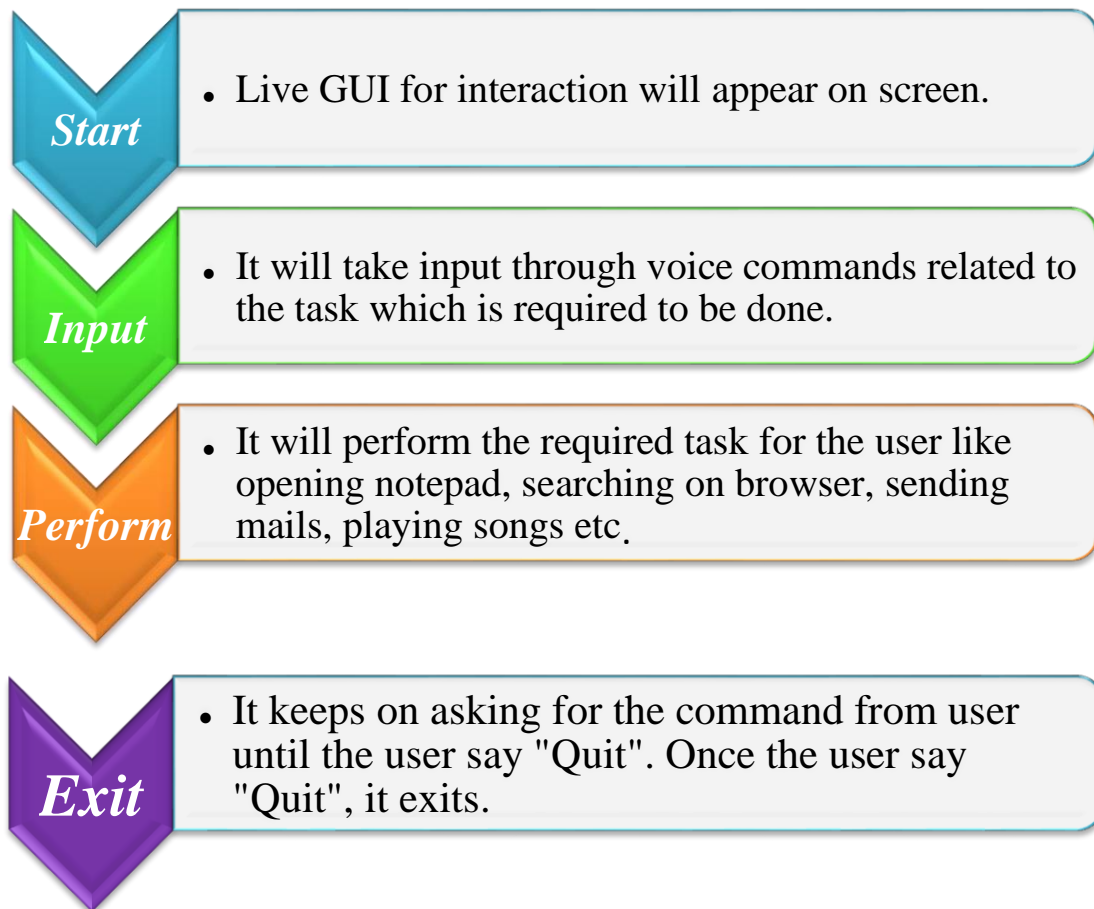 Start
• Live GUI for interaction will appear on screen.
Input
• It will take input through voice commands related to
the task which is required to be done.
Perform
• It will perform the required task for the user like
opening notepad, searching on browser, sending
mails, playing songs etc.
Exit
• It keeps on asking for the command from user
until the user say "Quit". Once the user say
"Quit", it exits.